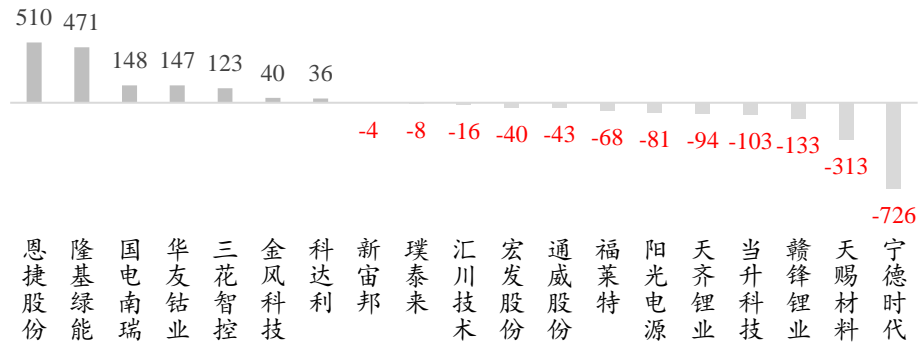 510
471
148
147
123
40
36
-4
-8
-16
-40
-43
-68
-81
-94
-103
-133
-313
-726
恩捷股份
隆基绿能
国电南瑞
华友钴业
三花智控
金风科技
科达利
新宙邦
璞泰来
汇川技术
宏发股份
通威股份
福莱特
阳光电源
天齐锂业
当升科技
赣锋锂业
天赐材料
宁德时代